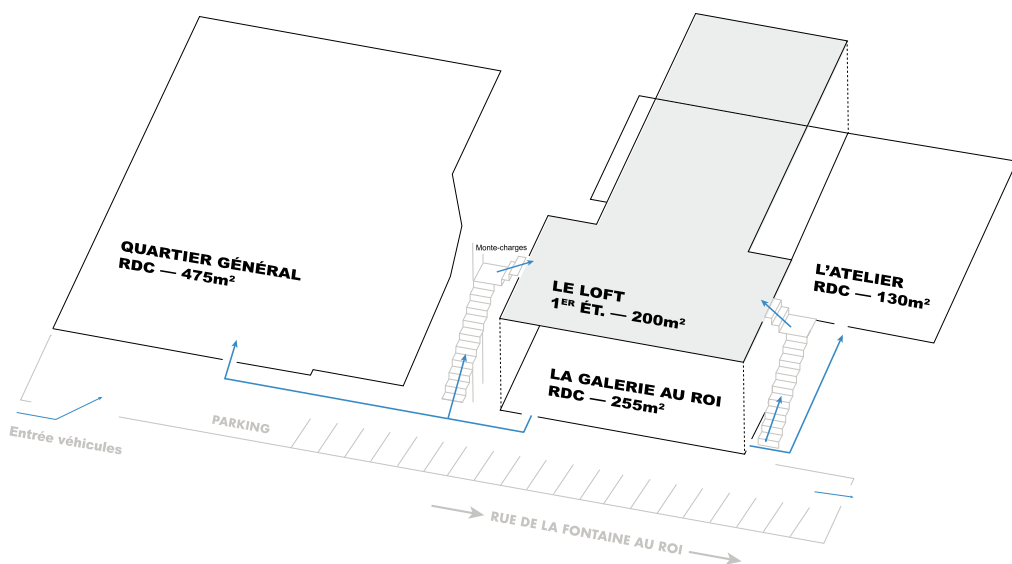 QUARTIER GÉNÉRAL
RDC — 475m²
Monte-charges
LE LOFT
1ER ÉT. — 200m²
L'ATELIER
RDC — 130m²
LA GALERIE AU ROI
RDC — 255m²
PARKING
Entrée véhicules
RUE DE LA FONTAINE AU ROI